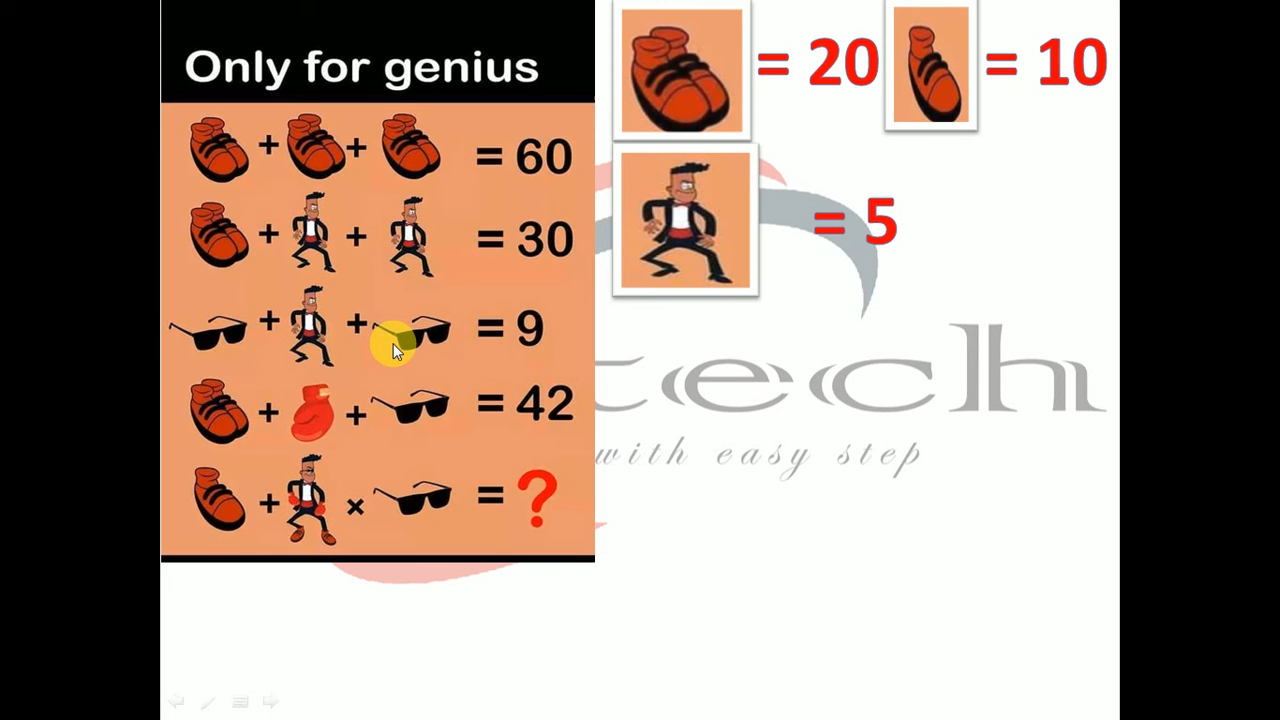 Only for genius
+ + = 60
+ + = 30
+ + = 9
+ + = 42
+ × = ?
= 20 = 10
= 5
tech
with easy step